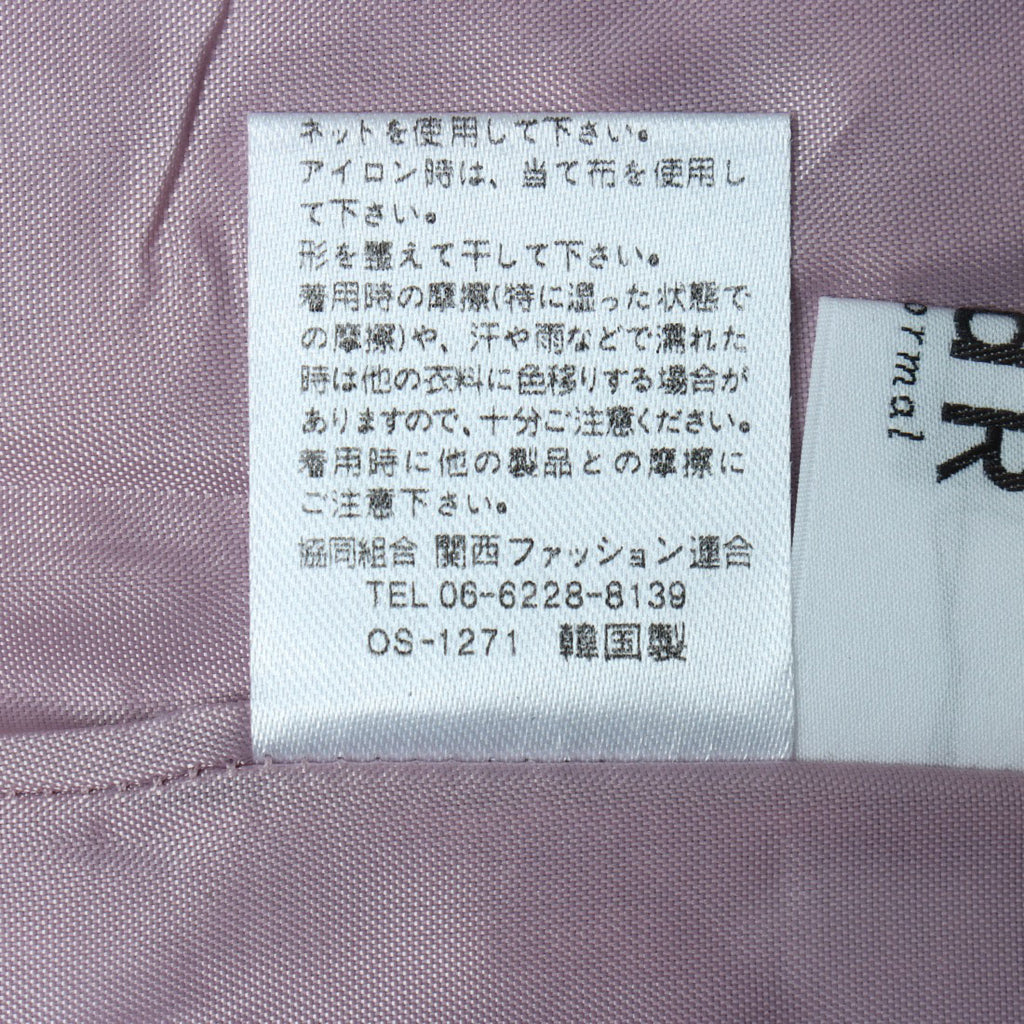 ネットを使用して下さい。
アイロン時は、当て布を使用し
て下さい。
形を整えて干して下さい。
着用時の摩擦(特に湿った状態で
の摩擦)や、汗や雨などで濡れた
時は他の衣料に色移りする場合が
ありますので、十分ご注意ください。
着用時に他の製品との摩擦に
ご注意下さい。
協同組合 関西ファッション連合
TEL 06-6228-8139
OS-1271 韓国製
aR
ormal